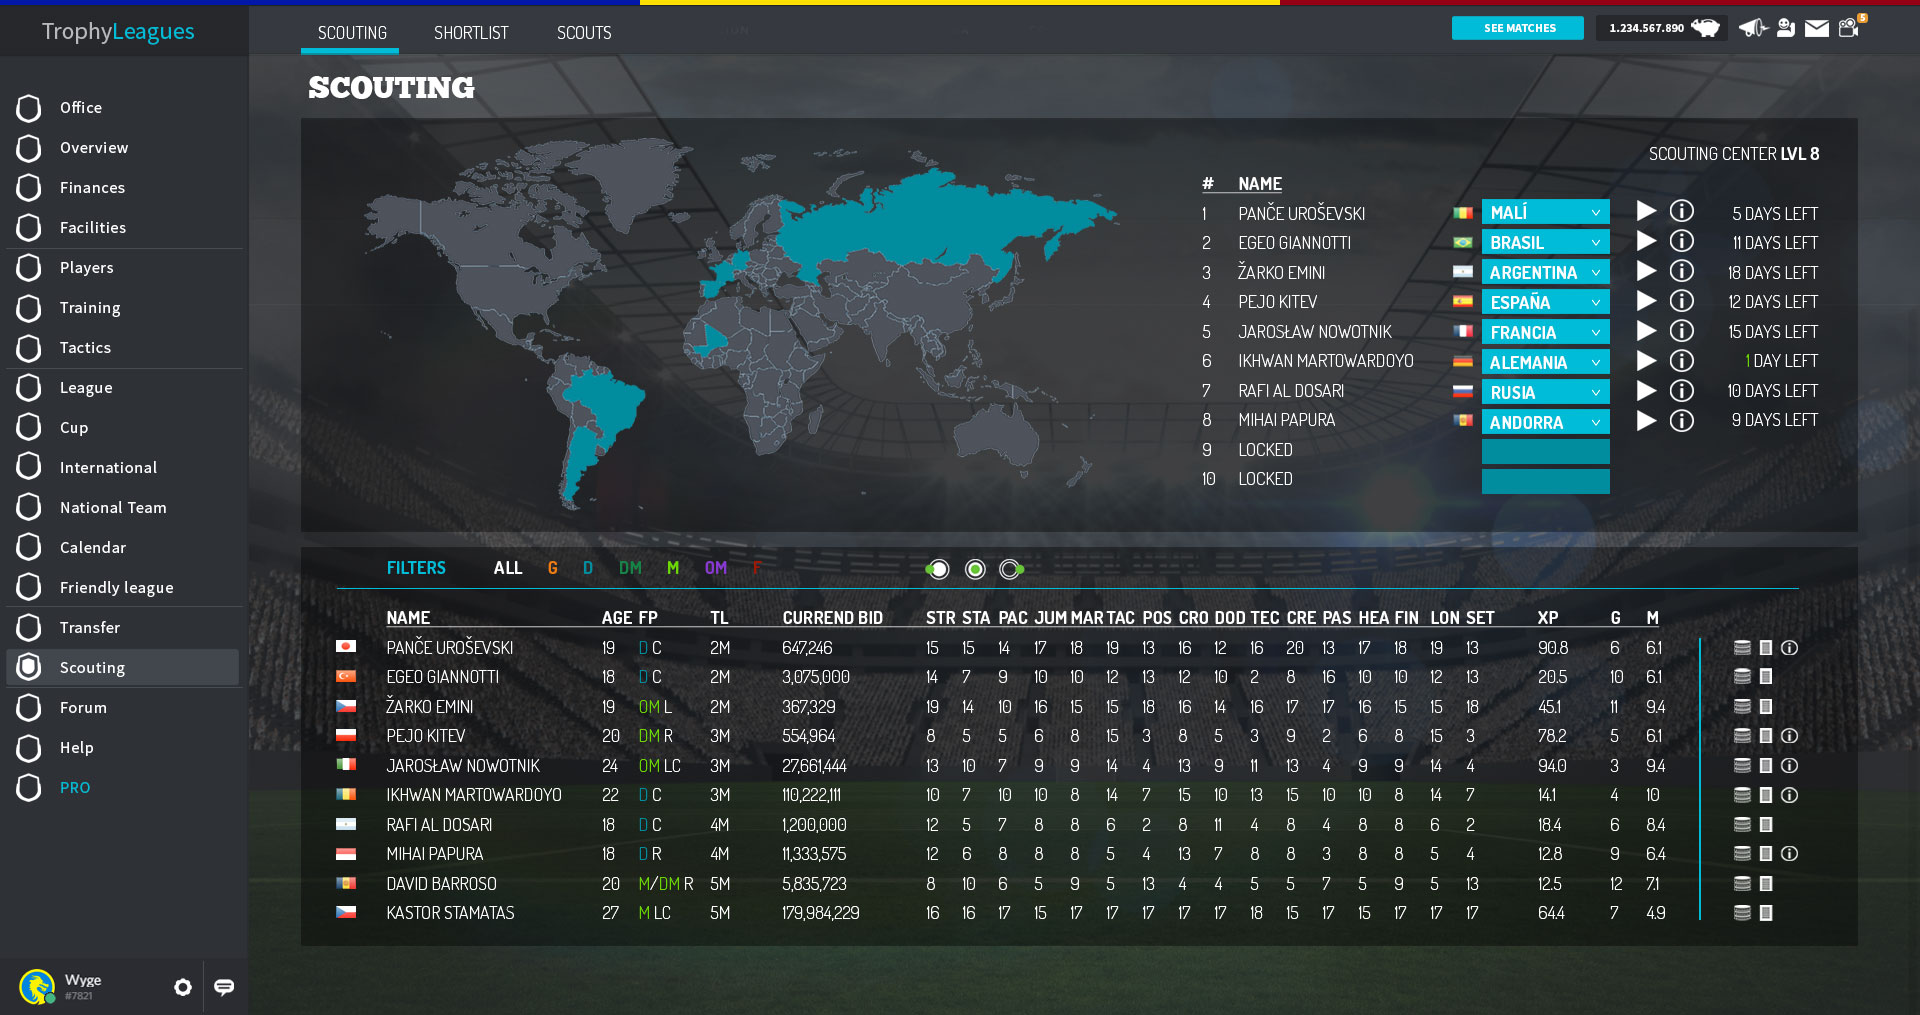 TrophyLeagues
SCOUTING SHORTLIST SCOUTS
SEE MATCHES 1.234.567.890 5
SCOUTING
Office
Overview
Finances
Facilities
Players
Training
Tactics
League
Cup
International
National Team
Calendar
Friendly league
Transfer
Scouting
Forum
Help
PRO
Wyge
#7821
SCOUTING CENTER LVL 8
# NAME
1 PANČE UROŠEVSKI MALÍ 5 DAYS LEFT
2 EGEO GIANNOTTI BRASIL 11 DAYS LEFT
3 ŽARKO EMINI ARGENTINA 18 DAYS LEFT
4 PEJO KITEV ESPAÑA 12 DAYS LEFT
5 JAROSŁAW NOWOTNIK FRANCIA 15 DAYS LEFT
6 IKHWAN MARTOWARDOYO ALEMANIA 1 DAY LEFT
7 RAFI AL DOSARI RUSIA 10 DAYS LEFT
8 MIHAI PAPURA ANDORRA 9 DAYS LEFT
9 LOCKED
10 LOCKED
FILTERS ALL G D DM M OM F
NAME AGE FP TL CURREND BID STR STA PAC JUM MAR TAC POS CRO DOD TEC CRE PAS HEA FIN LON SET XP G M
PANČE UROŠEVSKI 19 D C 2M 647,246 15 15 14 17 18 19 13 16 12 16 20 13 17 18 19 13 90.8 6 6.1
EGEO GIANNOTTI 18 D C 2M 3,075,000 14 7 9 10 10 12 13 12 10 2 8 16 10 10 12 13 20.5 10 6.1
ŽARKO EMINI 19 OM L 2M 367,329 19 14 10 16 15 15 18 16 14 16 17 17 16 15 15 18 45.1 11 9.4
PEJO KITEV 20 DM R 3M 554,964 8 5 5 6 8 15 3 8 5 3 9 2 6 8 15 3 78.2 5 6.1
JAROSŁAW NOWOTNIK 24 OM LC 3M 27,661,444 13 10 7 9 9 14 4 13 9 11 13 4 9 9 14 4 94.0 3 9.4
IKHWAN MARTOWARDOYO 22 D C 3M 110,222,111 10 7 10 10 8 14 7 15 10 13 15 10 10 8 14 7 14.1 4 10
RAFI AL DOSARI 18 D C 4M 1,200,000 12 5 7 8 8 6 2 8 11 4 8 4 8 8 6 2 18.4 6 8.4
MIHAI PAPURA 18 D R 4M 11,333,575 12 6 8 8 8 5 4 13 7 8 8 3 8 8 5 4 12.8 9 6.4
DAVID BARROSO 20 M/DM R 5M 5,835,723 8 10 6 5 9 5 13 4 4 5 5 7 5 9 5 13 12.5 12 7.1
KASTOR STAMATAS 27 M LC 5M 179,984,229 16 16 17 15 17 17 17 17 17 18 15 17 15 17 17 17 64.4 7 4.9